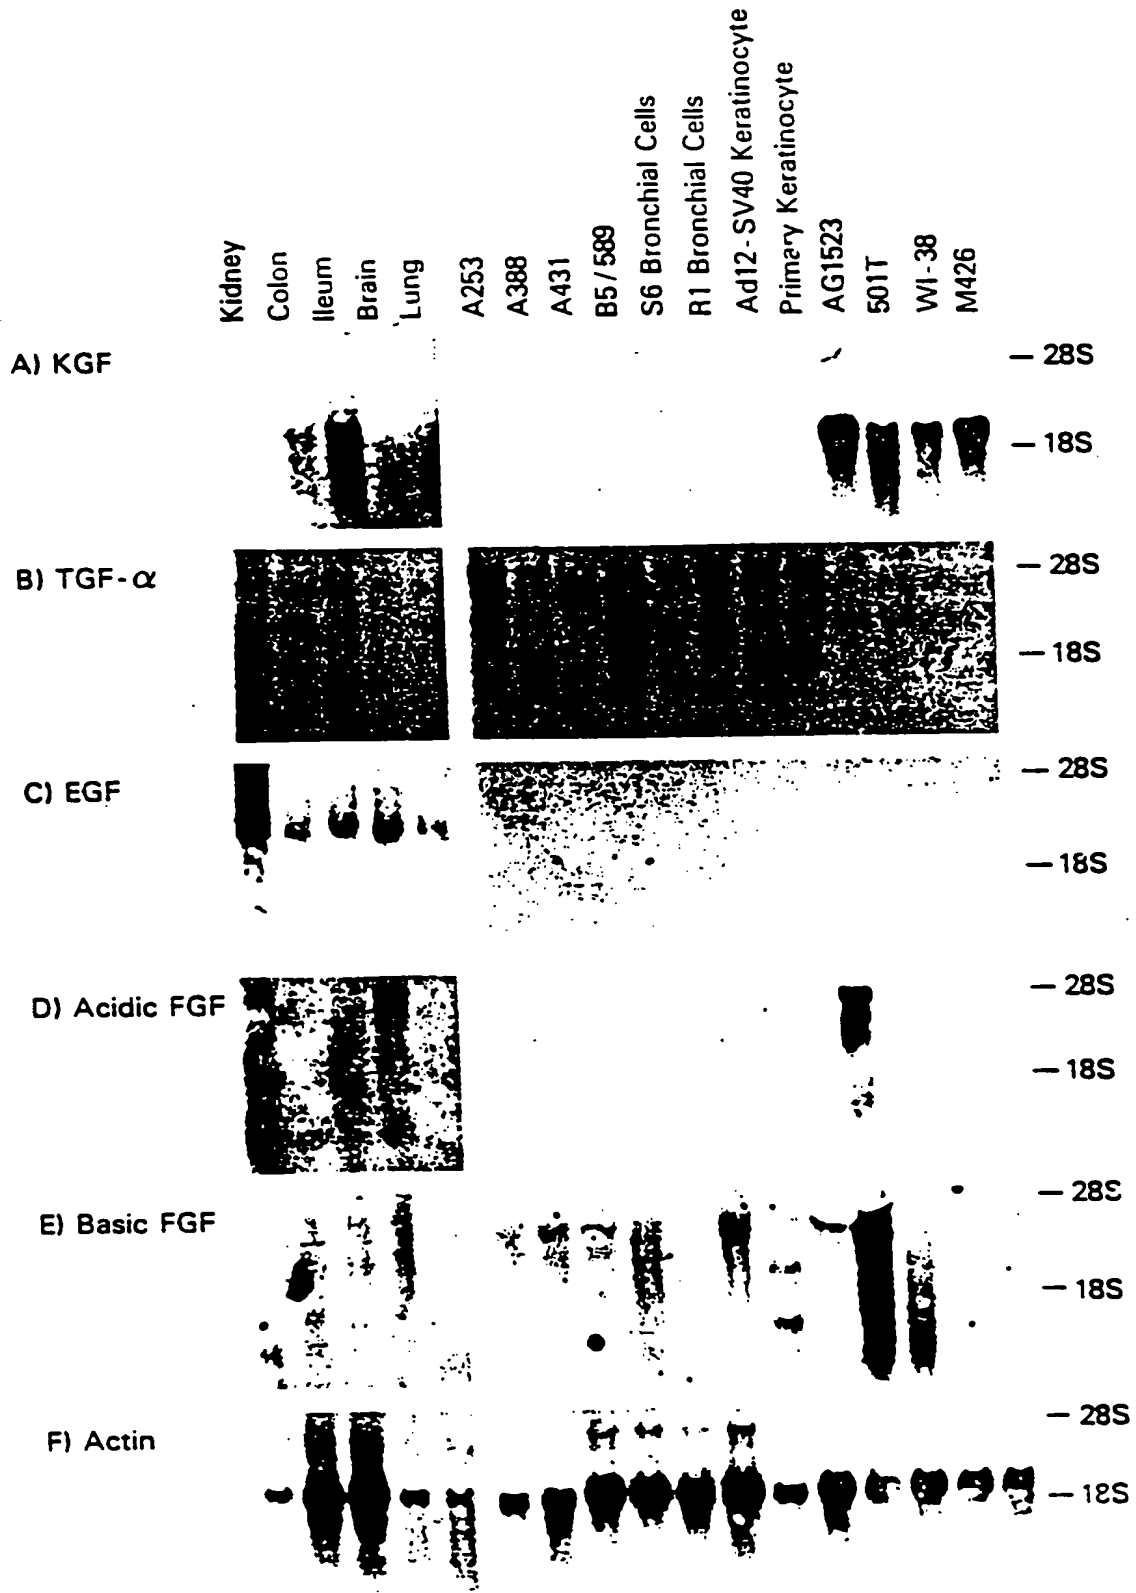 Kidney
Colon
Ileum
Brain
Lung
A253
A388
A431
B5 / 589
S6 Bronchial Cells
R1 Bronchial Cells
Ad12 - SV40 Keratinocyte
Primary Keratinocyte
AG1523
501T
WI - 38
M426
A) KGF
— 28S
— 18S
B) TGF - α
— 28S
— 18S
C) EGF
— 28S
— 18S
D) Acidic FGF
— 28S
— 18S
E) Basic FGF
— 28S
— 18S
F) Actin
— 28S
— 18S